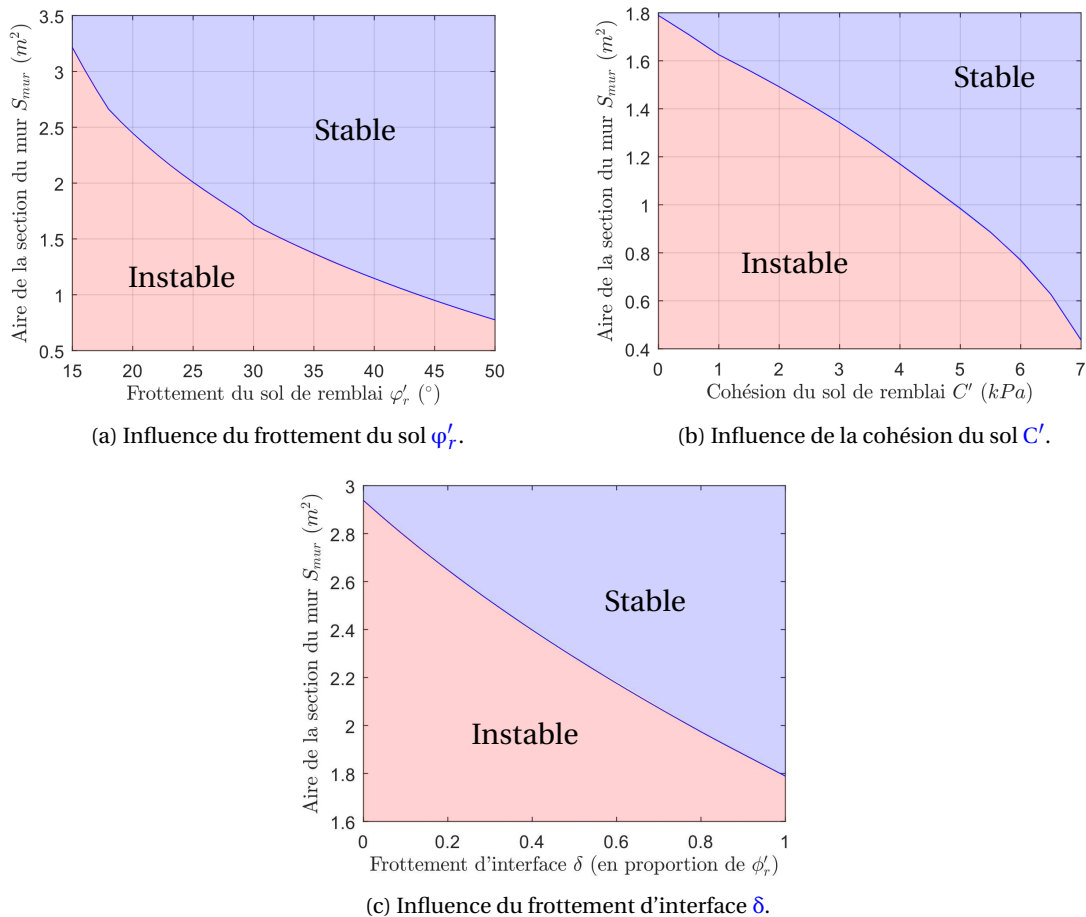 Aire de la section du mur S_mur (m²)
3.5
3
2.5
2
1.5
1
0.5
Stable
Instable
15 20 25 30 35 40 45 50
Frottement du sol de remblai φ′_r (°)
(a) Influence du frottement du sol φ′_r.
Aire de la section du mur S_mur (m²)
1.8
1.6
1.4
1.2
1
0.8
0.6
0.4
Stable
Instable
0 1 2 3 4 5 6 7
Cohésion du sol de remblai C′ (kPa)
(b) Influence de la cohésion du sol C′.
Aire de la section du mur S_mur (m²)
3
2.8
2.6
2.4
2.2
2
1.8
1.6
Stable
Instable
0 0.2 0.4 0.6 0.8 1
Frottement d'interface δ (en proportion de ϕ′_r)
(c) Influence du frottement d'interface δ.